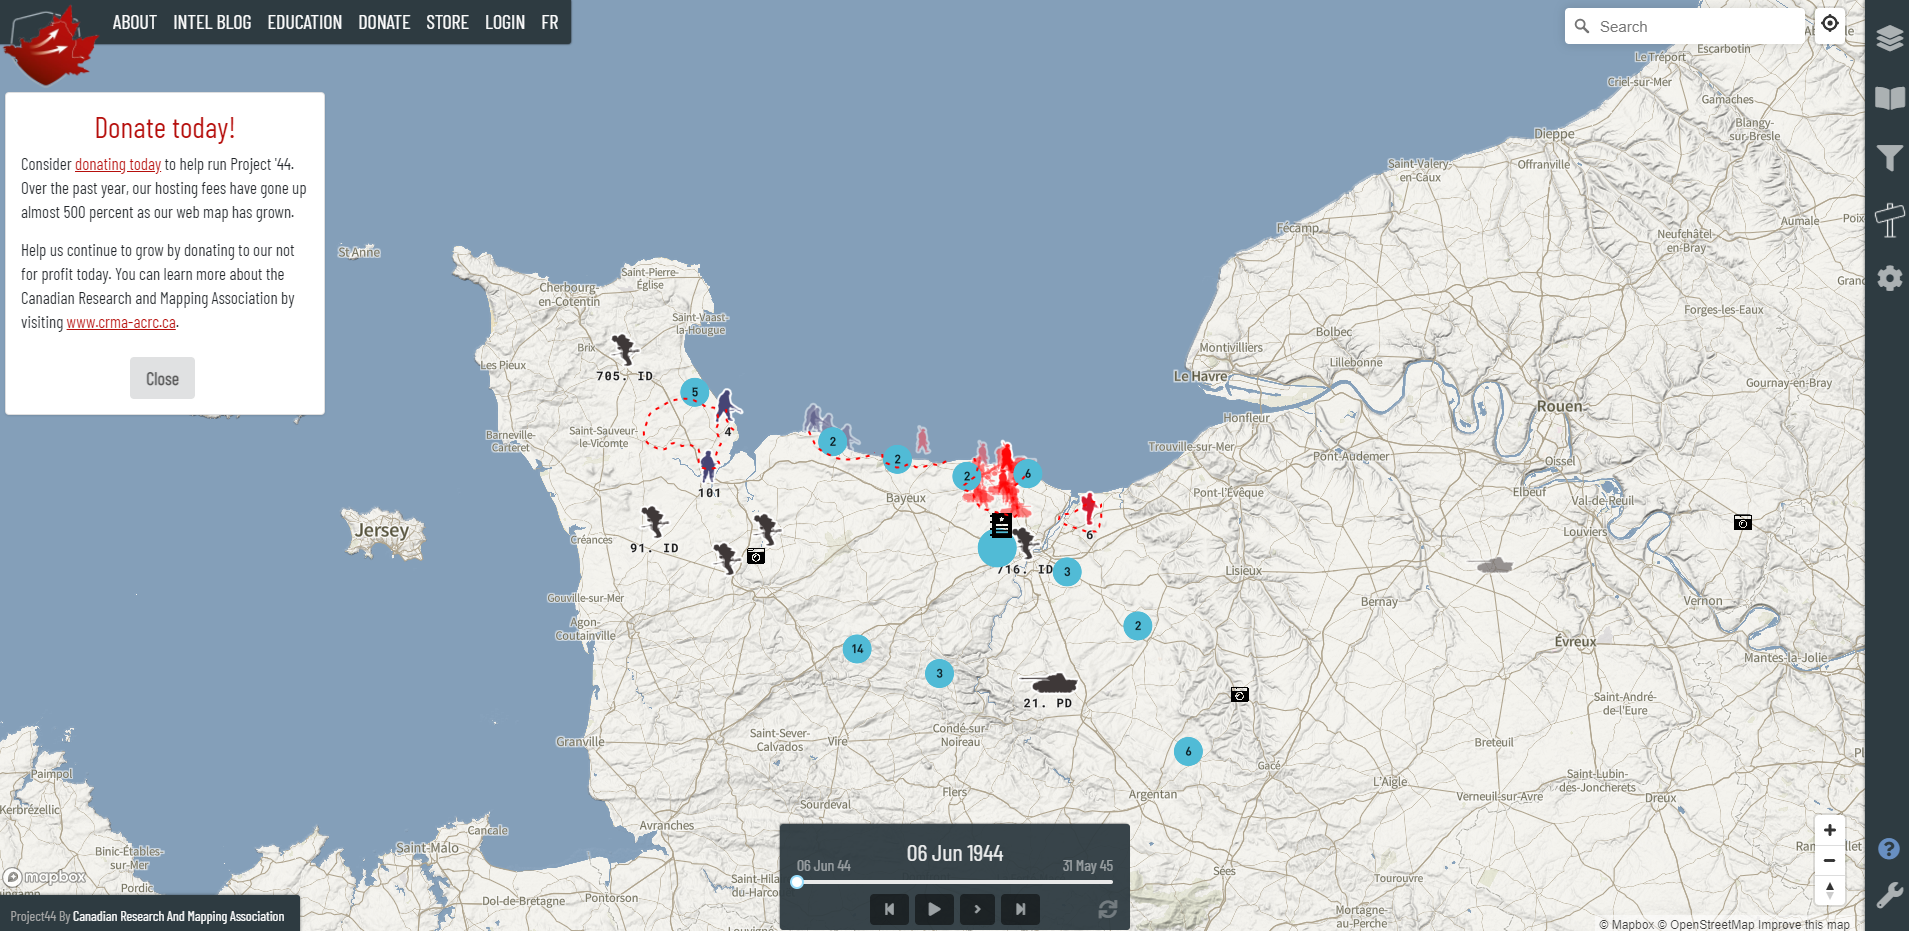 ABOUT INTEL BLOG EDUCATION DONATE STORE LOGIN FR
Search
Donate today!
Consider donating today to help run Project '44.
Over the past year, our hosting fees have gone up
almost 500 percent as our web map has grown.
Help us continue to grow by donating to our not
for profit today. You can learn more about the
Canadian Research and Mapping Association by
visiting www.crma-acrc.ca.
Close
Escarbotin
Le Tréport
Criel-sur-Mer
Gamaches
Dieppe
Blangy-
sur-Bresle
Offranville
Saint-Valery-
en-Caux
Aumale
Fécamp
Neufchâtel-
en-Bray
St Anne
Saint-Pierre-
Église
Cherbourg-
en-Cotentin
Saint-Vaast-
la-Hougue
Forges-les-Eaux
Bolbec
Montivilliers
Lillebonne
Brix
Les Pieux
705. ID
Le Havre
Gournay-en-Bray
5
Honfleur
Rouen
4
Saint-Sauveur-
le-Vicomte
Barneville-
Carteret
2
2
2
6
Trouville-sur-Mer
Pont-Audemer
Oissel
101
Bayeux
Pont-l'Évêque
Elbeuf
Val-de-Reuil
Jersey
Créances
91. ID
6
Louviers
716. ID
3
Lisieux
Gouville-sur-Mer
Bernay
Vernon
Agon-
Coutainville
2
Évreux
14
Mantes-la-Jolie
3
21. PD
Saint-André-
de-l'Eure
Granville
Saint-Sever-
Calvados
Vire
Condé-sur-
Noireau
Breteuil
6
Gacé
Paimpol
L'Aigle
Saint-Lubin-
des-Joncherets
Kerbrézellic
Flers
Argentan
Verneuil-sur-Avre
Dreux
Sourdeval
Avranches
Cancale
Saint-Malo
Binic-Étables-
sur-Mer
Pordic
Dol-de-Bretagne
Pontorson
Sées
Tourouvre
Mortagne-
au-Perche
06 Jun 1944
06 Jun 44
31 May 45
mapbox
Project44 By Canadian Research And Mapping Association
© Mapbox © OpenStreetMap Improve this map